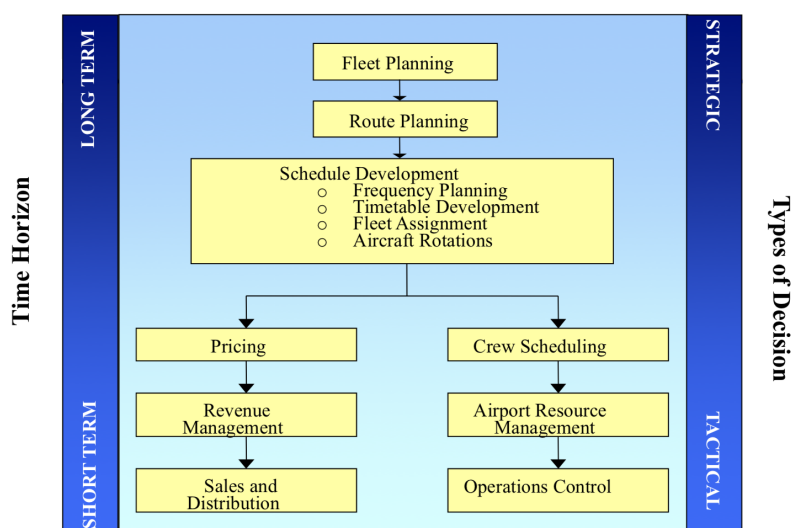 LONG TERM
STRATEGIC
Fleet Planning
Route Planning
Schedule Development
○ Frequency Planning
○ Timetable Development
○ Fleet Assignment
○ Aircraft Rotations
Time Horizon
Types of Decision
Pricing
Crew Scheduling
Revenue
Management
Airport Resource
Management
Sales and
Distribution
Operations Control
SHORT TERM
TACTICAL